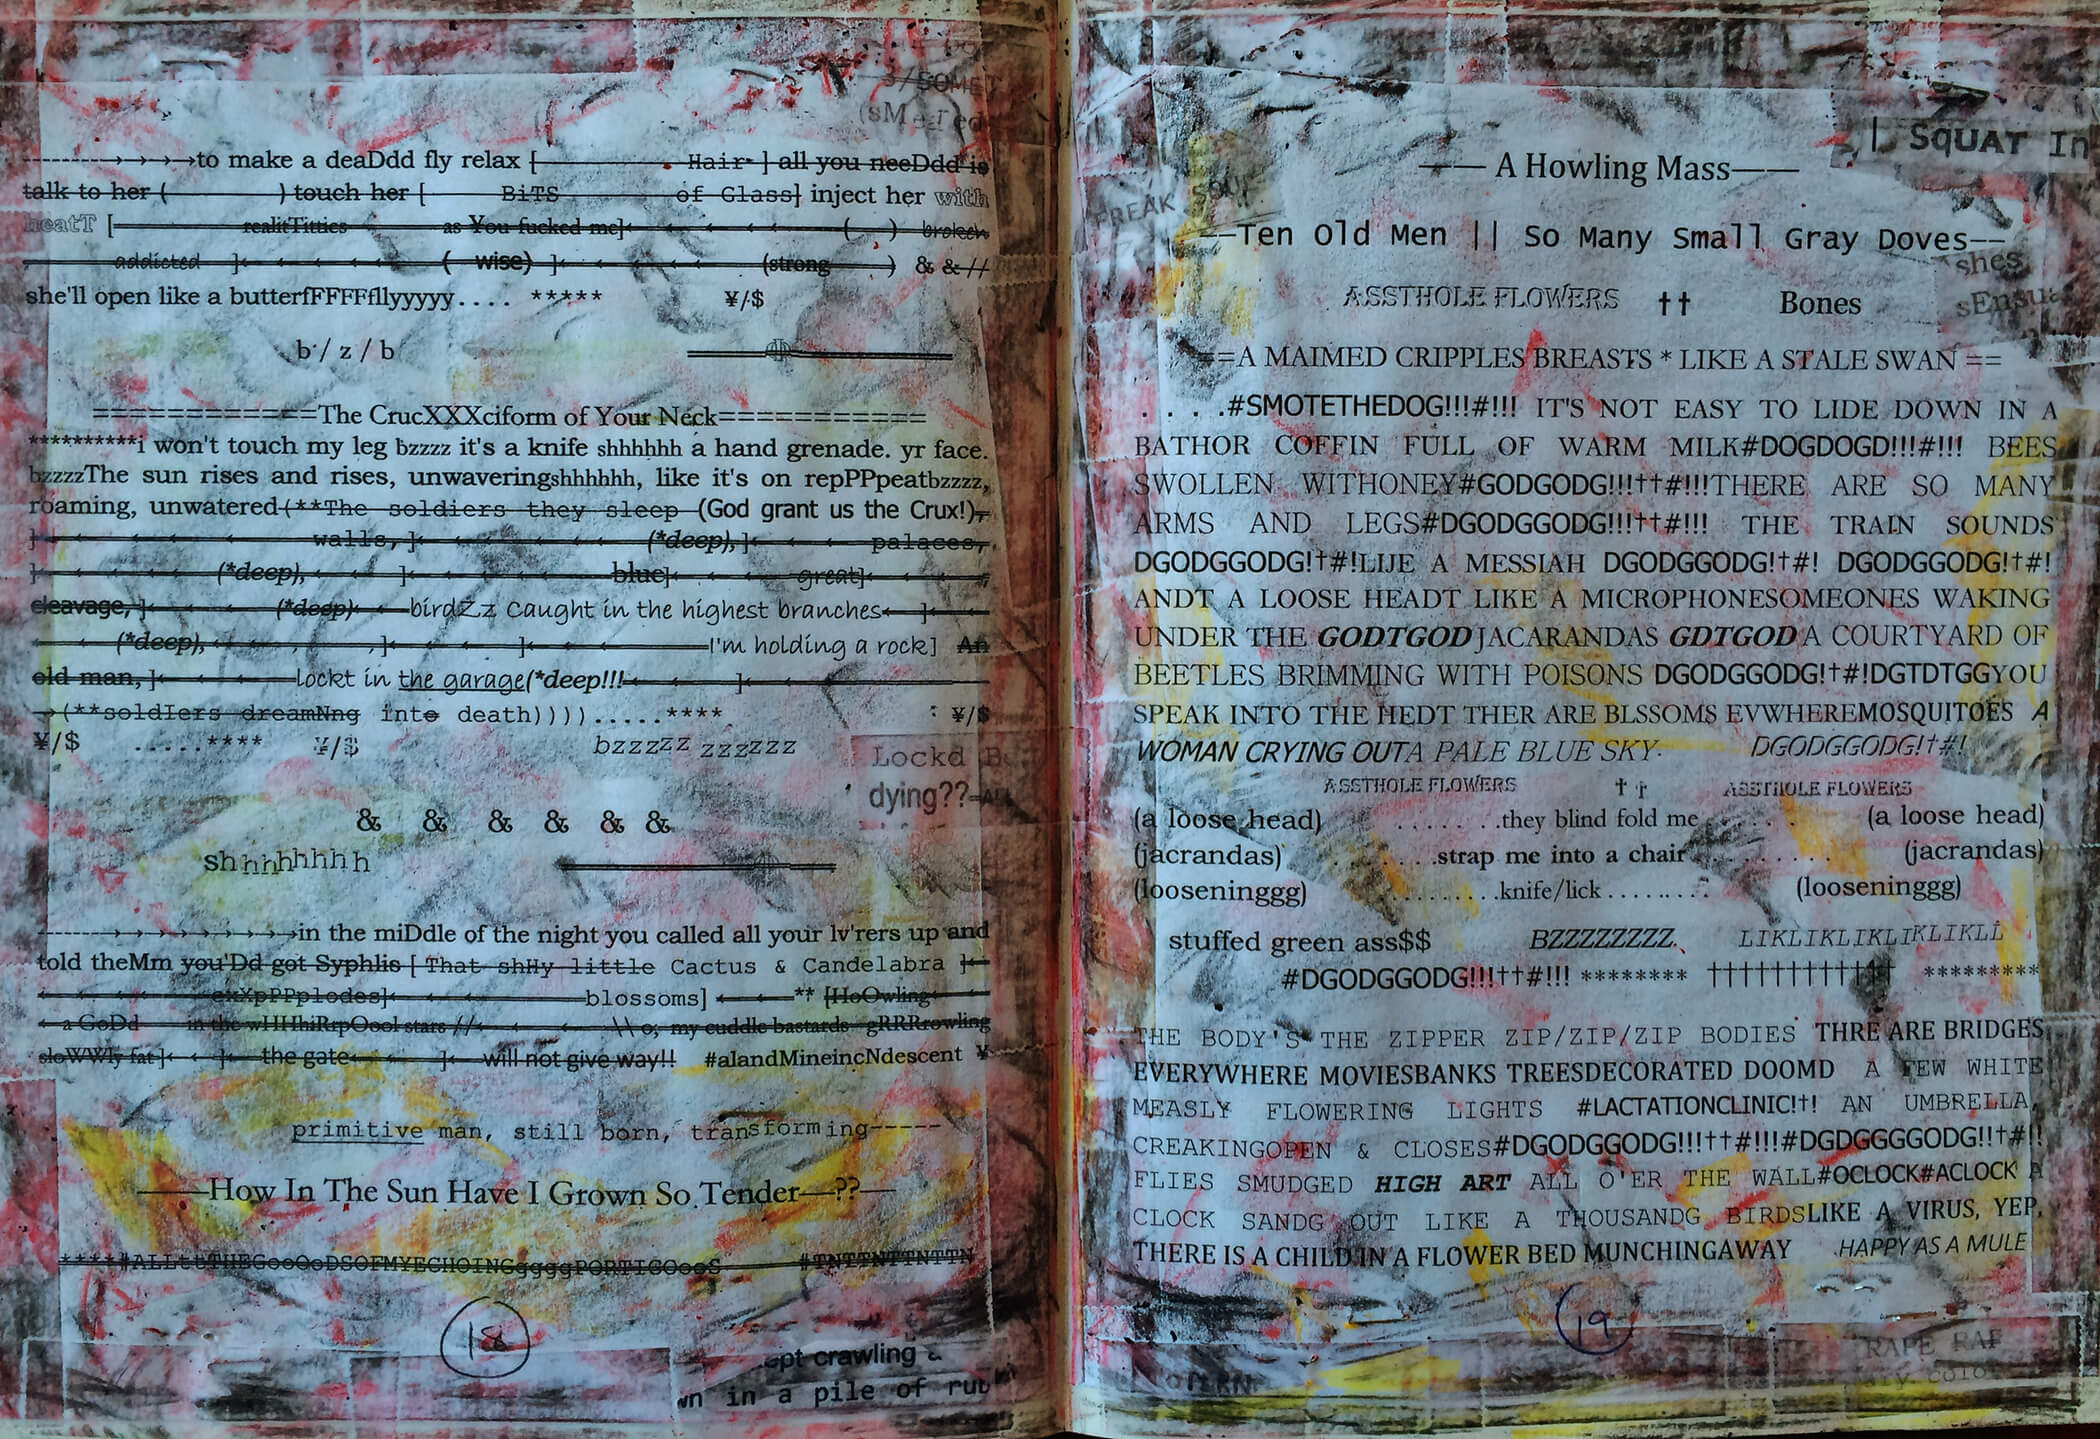 3/SOMET
(sMeared
--------→→→→to make a deaDdd fly relax [ Hair ] all you neeDdd is
talk to her ( ) touch her [ BiTS of Glass] inject her with
heatT [ realitTitties as You fucked me] ( ) broken
, addicted ] ( wise) ] (strong ) & & //
she'll open like a butterfFFFFfllyyyyy.... ***** ¥/$
b / z / b
============The CrucXXXciform of Your Neck===========
**********i won't touch my leg bzzzz it's a knife shhhhhh a hand grenade. yr face.
bzzzzThe sun rises and rises, unwaveringshhhhhh, like it's on repPPpeatbzzzz,
roaming, unwatered (**The soldiers they sleep (God grant us the Crux!),
] walls, ] (*deep), ] palaces,
] (*deep), ] blue] great] ,
cleavage, ] (*deep) birdZz Caught in the highest branches ]
(*deep), , ,] ] I'm holding a rock] An
old man, ] lockt in the garage(*deep!!! ]
→(**soldIers dreamNng into death)))).....**** : ¥/$
¥/$ .....**** ¥/$ bzzzzz zzzzzz
Lockd B
dying??
& & & & & &
shhhhhhhh
--------→→→→→→→→in the miDdle of the night you called all your lv'rers up and
told theMm you'Dd got Syphlis [ That shHy little Cactus & Candelabra ]
exXpPPplodes] blossoms] ** [HoOwling
a GoDd in the wHHhiRrpOool stars // \\ o, my cuddle bastards gRRRrowling
sloWWly fat ] ] the gate ] will not give way!! #alandMineincNdescent ¥
primitive man, still born, transforming-----
——How In The Sun Have I Grown So Tender—??—
****#ALLttTHEGooOoDSOFMYECHOINGggggPORTICOooS #TNTTNTTNTTN
18
crawling
in a pile of
| SqUAT In
——A Howling Mass——
FREAK SOUP
--Ten Old Men || So Many Small Gray Doves--
shes
sEnsua
ASSTHOLE FLOWERS †† Bones
==A MAIMED CRIPPLES BREASTS * LIKE A STALE SWAN ==
. . . .#SMOTETHEDOG!!!#!!! IT'S NOT EASY TO LIDE DOWN IN A
BATHOR COFFIN FULL OF WARM MILK#DOGDOGD!!!#!!! BEES
SWOLLEN WITHONEY#GODGODG!!!††#!!!THERE ARE SO MANY
ARMS AND LEGS#DGODGGODG!!!††#!!! THE TRAIN SOUNDS
DGODGGODG!†#!LIJE A MESSIAH DGODGGODG!†#! DGODGGODG!†#!
ANDT A LOOSE HEADT LIKE A MICROPHONESOMEONES WAKING
UNDER THE GODTGOD JACARANDAS GDTGOD A COURTYARD OF
BEETLES BRIMMING WITH POISONS DGODGGODG!†#!DGTDTGGYOU
SPEAK INTO THE HEDT THER ARE BLSSOMS EVWHEREMOSQUITOES A
WOMAN CRYING OUTA PALE BLUE SKY. DGODGGODG!†#!
ASSTHOLE FLOWERS †† ASSTHOLE FLOWERS
(a loose head) . . . . . . .they blind fold me . . . . . (a loose head)
(jacrandas) . . . . . . . .strap me into a chair . . . . . . . . . (jacrandas)
(looseninggg) . . . . . . . . .knife/lick . . . . . . . . (looseninggg)
stuffed green ass$$ BZZZZZZZZ. LIKLIKLIKLIKLIKLL
#DGODGGODG!!!††#!!! ******** †††††††††††† *********
THE BODY'S THE ZIPPER ZIP/ZIP/ZIP BODIES THRE ARE BRIDGES
EVERYWHERE MOVIESBANKS TREESDECORATED DOOMD A FEW WHITE
MEASLY FLOWERING LIGHTS #LACTATIONCLINIC!†! AN UMBRELLA,
CREAKINGOPEN & CLOSES#DGODGGODG!!!††#!!!#DGDGGGGODG!!†#!!
FLIES SMUDGED HIGH ART ALL O'ER THE WALL#OCLOCK#ACLOCK A
CLOCK SANDG OUT LIKE A THOUSANDG BIRDSLIKE A VIRUS, YEP,
THERE IS A CHILD IN A FLOWER BED MUNCHINGAWAY .HAPPY AS A MULE
19
RAPE RAP